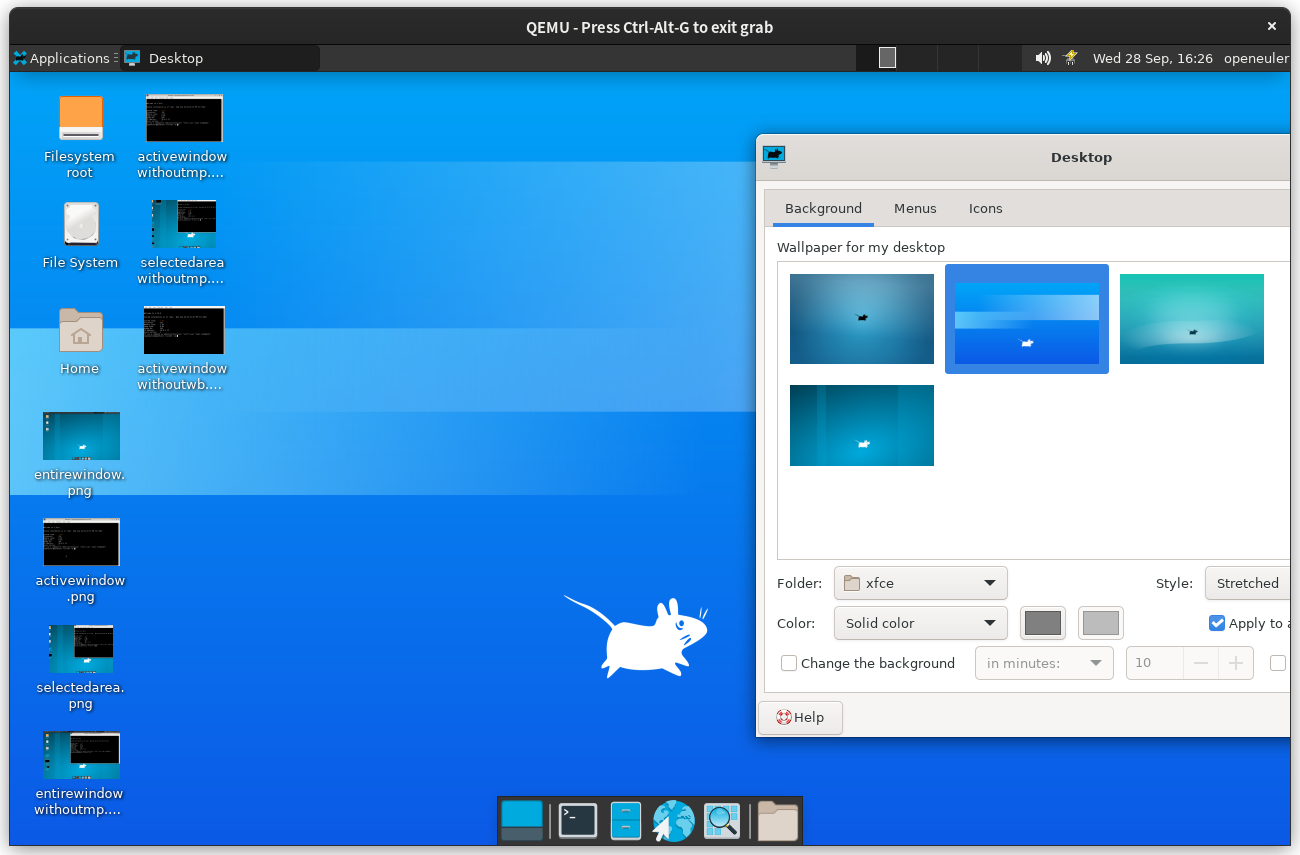 QEMU - Press Ctrl-Alt-G to exit grab
Applications
Desktop
Wed 28 Sep, 16:26
openeuler
Filesystem
root
activewindow
withoutmp....
File System
selectedarea
withoutmp....
Home
activewindow
withoutwb....
entirewindow.
png
activewindow
.png
selectedarea.
png
entirewindow
withoutmp....
Desktop
Background
Menus
Icons
Wallpaper for my desktop
Folder:
xfce
Style:
Stretched
Color:
Solid color
Apply to
Change the background
in minutes:
10
Help